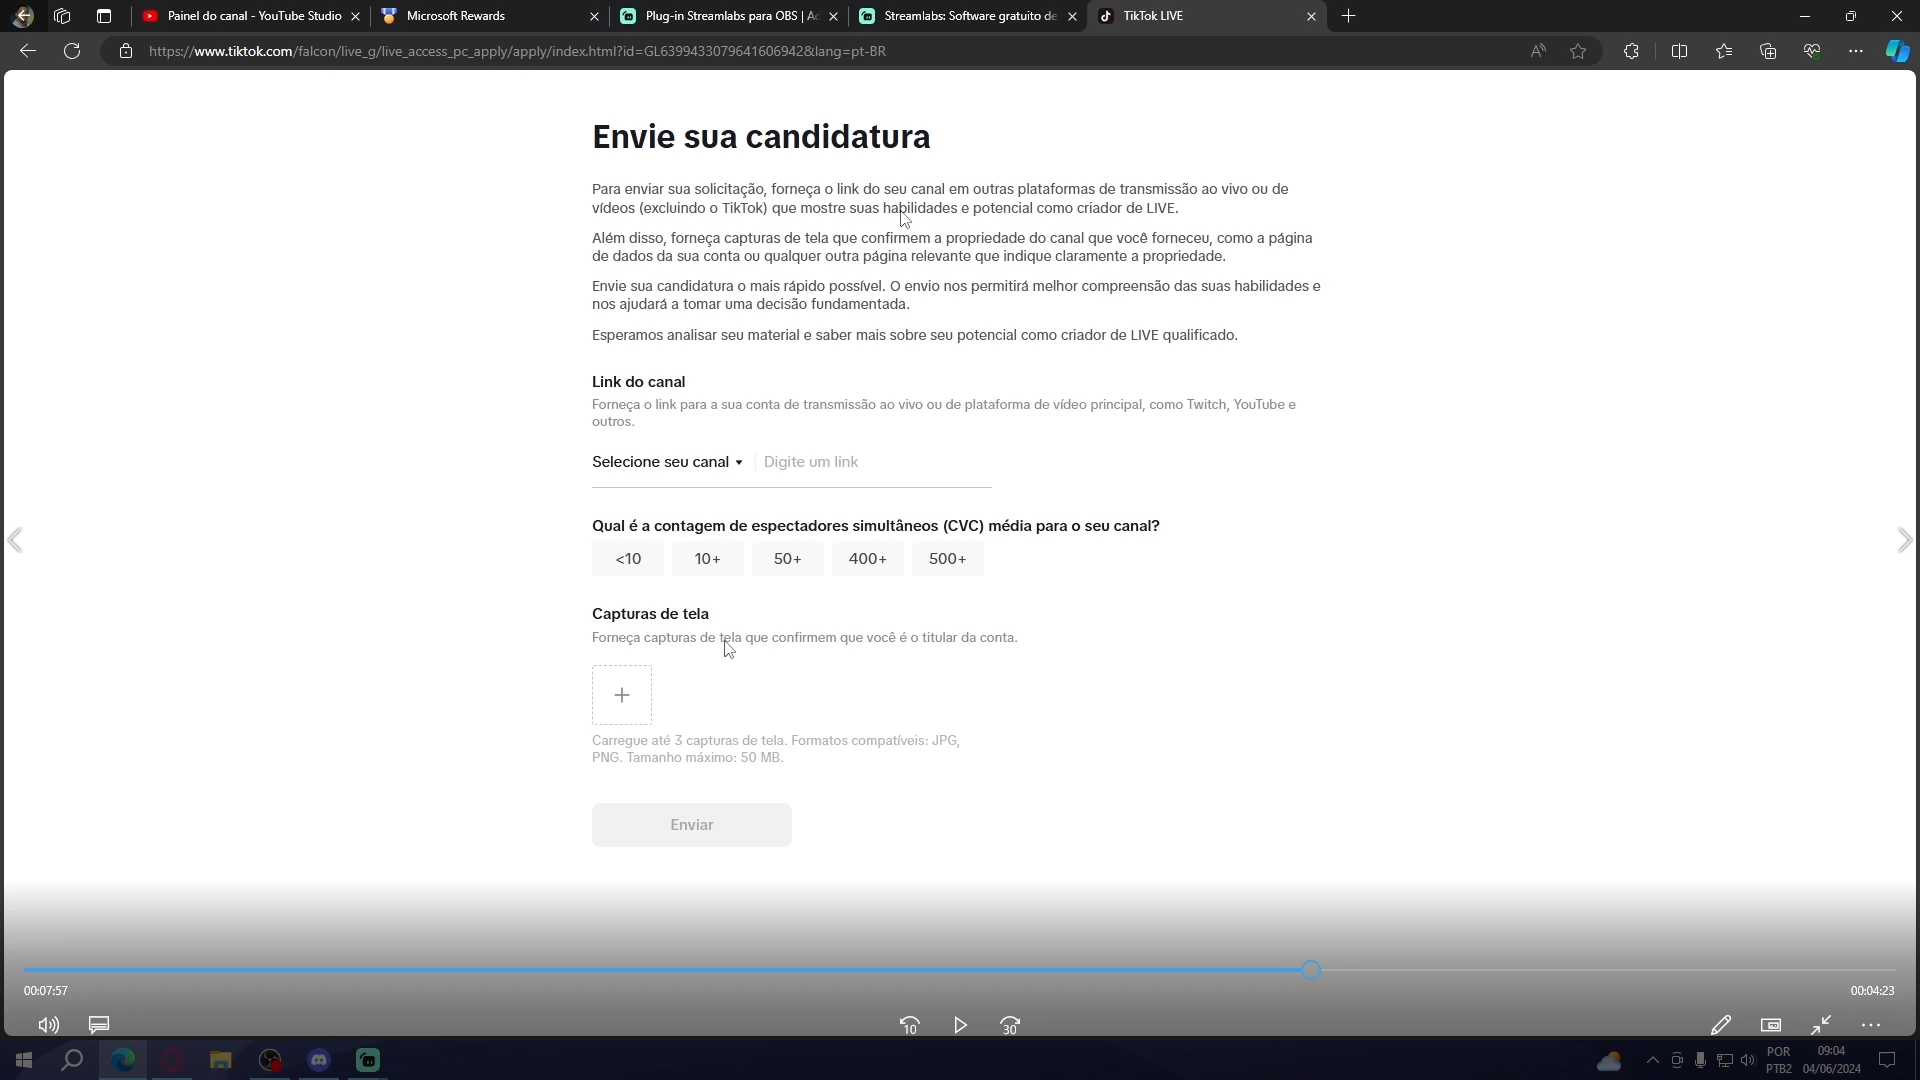 Painel do canal - YouTube Studio
Microsoft Rewards
Plug-in Streamlabs para OBS | Ac
Streamlabs: Software gratuito de
TikTok LIVE
https://www.tiktok.com/falcon/live_g/live_access_pc_apply/apply/index.html?id=GL6399433079641606942&lang=pt-BR
Envie sua candidatura
Para enviar sua solicitação, forneça o link do seu canal em outras plataformas de transmissão ao vivo ou de
vídeos (excluindo o TikTok) que mostre suas habilidades e potencial como criador de LIVE.
Além disso, forneça capturas de tela que confirmem a propriedade do canal que você forneceu, como a página
de dados da sua conta ou qualquer outra página relevante que indique claramente a propriedade.
Envie sua candidatura o mais rápido possível. O envio nos permitirá melhor compreensão das suas habilidades e
nos ajudará a tomar uma decisão fundamentada.
Esperamos analisar seu material e saber mais sobre seu potencial como criador de LIVE qualificado.
Link do canal
Forneça o link para a sua conta de transmissão ao vivo ou de plataforma de vídeo principal, como Twitch, YouTube e
outros.
Selecione seu canal
Digite um link
Qual é a contagem de espectadores simultâneos (CVC) média para o seu canal?
<10
10+
50+
400+
500+
Capturas de tela
Forneça capturas de tela que confirmem que você é o titular da conta.
Carregue até 3 capturas de tela. Formatos compatíveis: JPG,
PNG. Tamanho máximo: 50 MB.
Enviar
00:07:57
00:04:23
10
30
POR
PTB2
09:04
04/06/2024